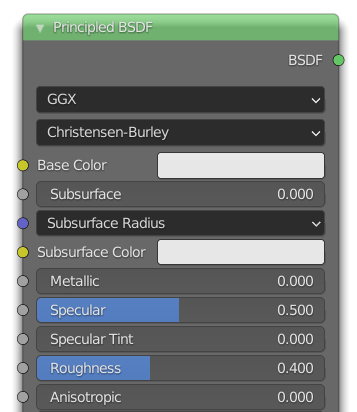 Principled BSDF
BSDF
GGX
Christensen-Burley
Base Color
Subsurface 0.000
Subsurface Radius
Subsurface Color
Metallic 0.000
Specular 0.500
Specular Tint 0.000
Roughness 0.400
Anisotropic 0.000